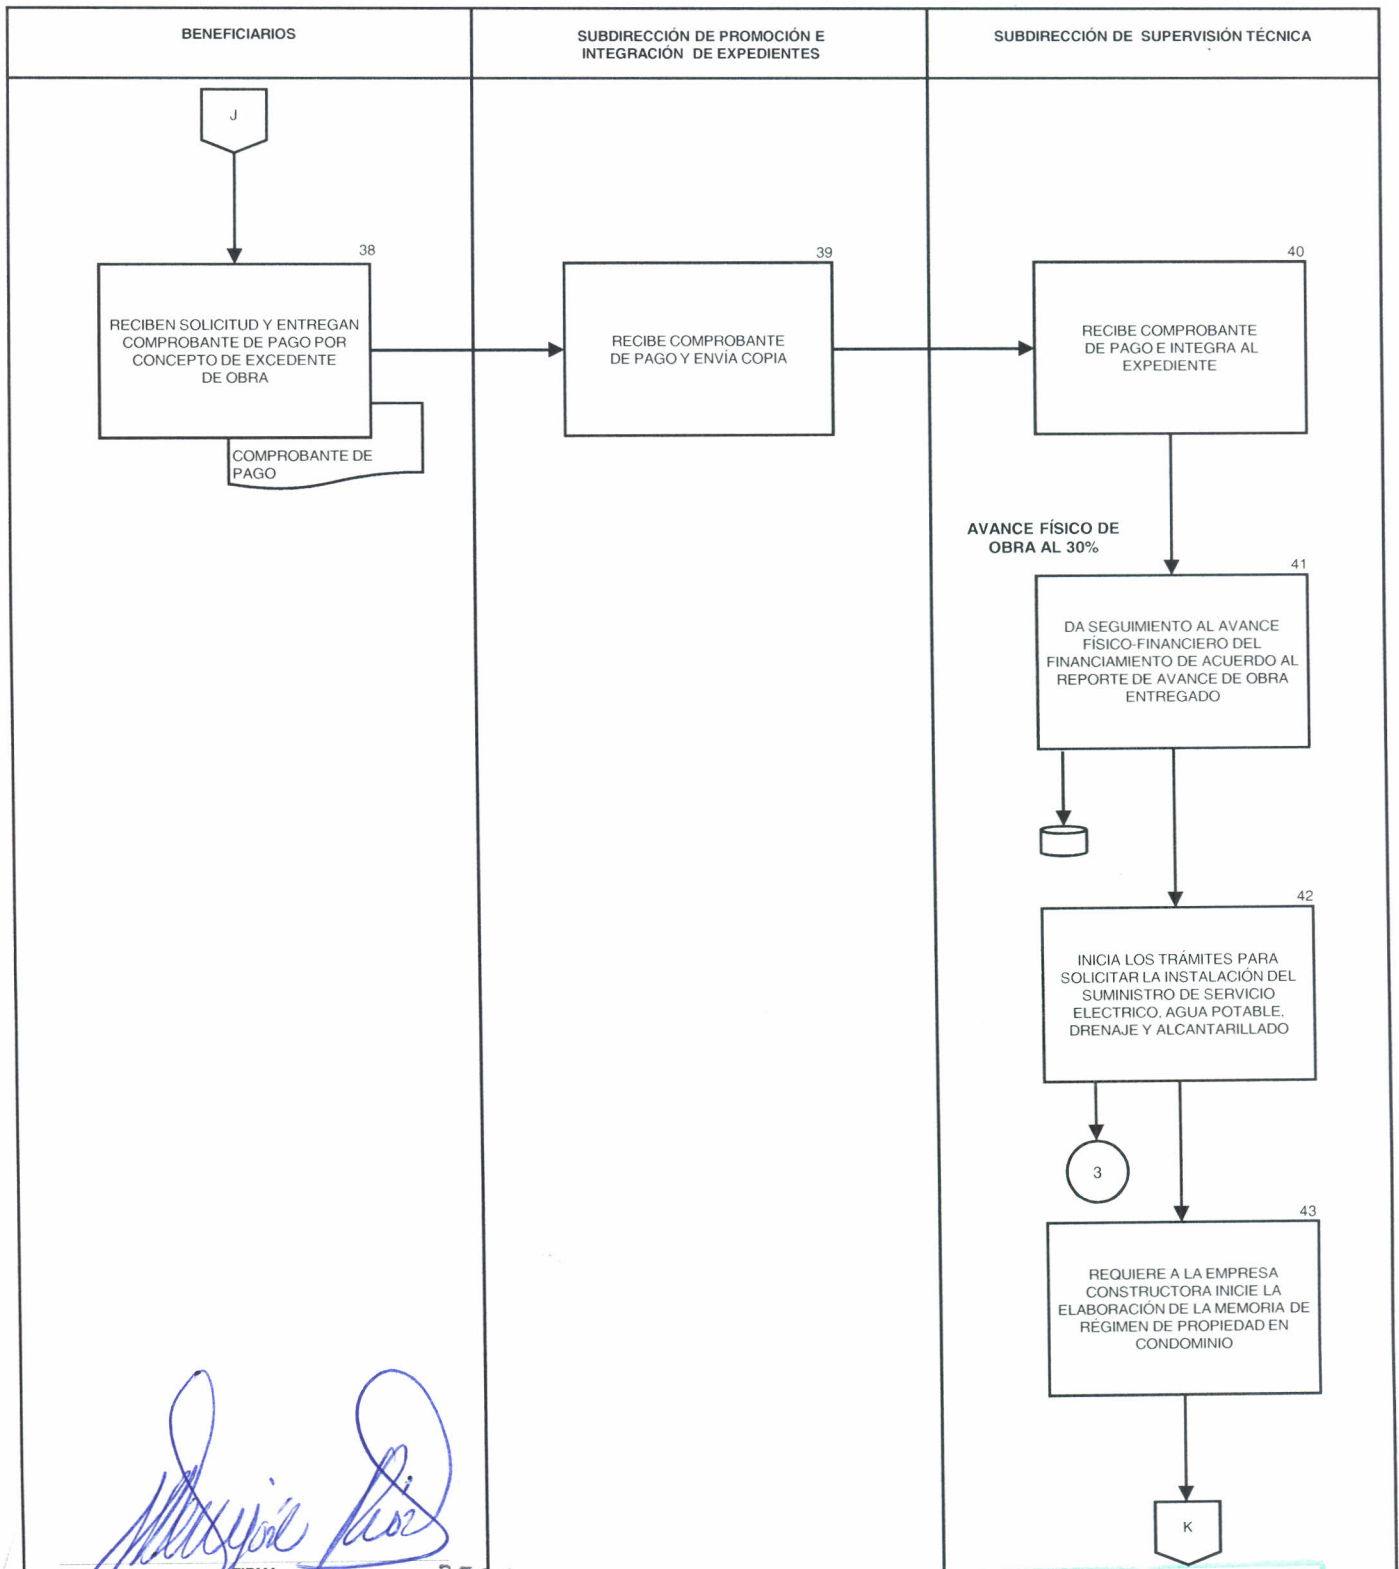 BENEFICIARIOS
SUBDIRECCIÓN DE PROMOCIÓN E
INTEGRACIÓN DE EXPEDIENTES
SUBDIRECCIÓN DE SUPERVISIÓN TÉCNICA
J
38
RECIBEN SOLICITUD Y ENTREGAN
COMPROBANTE DE PAGO POR
CONCEPTO DE EXCEDENTE
DE OBRA
COMPROBANTE DE
PAGO
39
RECIBE COMPROBANTE
DE PAGO Y ENVÍA COPIA
40
RECIBE COMPROBANTE
DE PAGO E INTEGRA AL
EXPEDIENTE
AVANCE FÍSICO DE
OBRA AL 30%
41
DA SEGUIMIENTO AL AVANCE
FÍSICO-FINANCIERO DEL
FINANCIAMIENTO DE ACUERDO AL
REPORTE DE AVANCE DE OBRA
ENTREGADO
42
INICIA LOS TRÁMITES PARA
SOLICITAR LA INSTALACIÓN DEL
SUMINISTRO DE SERVICIO
ELECTRICO, AGUA POTABLE,
DRENAJE Y ALCANTARILLADO
3
43
REQUIERE A LA EMPRESA
CONSTRUCTORA INICIE LA
ELABORACIÓN DE LA MEMORIA DE
RÉGIMEN DE PROPIEDAD EN
CONDOMINIO
K